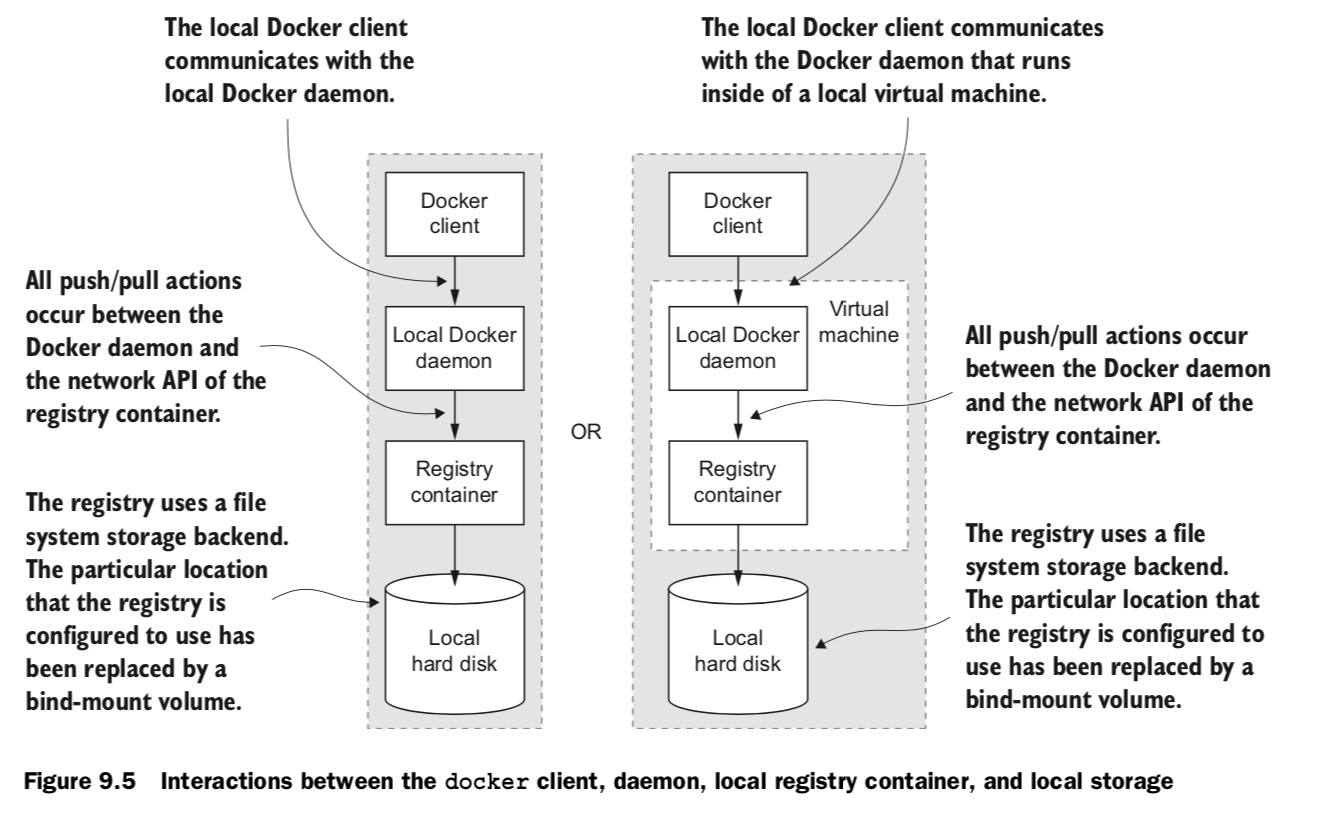 The local Docker client
communicates with the
local Docker daemon.
The local Docker client communicates
with the Docker daemon that runs
inside of a local virtual machine.
Docker
client
Local Docker
daemon
Registry
container
Local
hard disk
All push/pull actions
occur between the
Docker daemon and
the network API of the
registry container.
The registry uses a file
system storage backend.
The particular location
that the registry is
configured to use has
been replaced by a
bind-mount volume.
OR
Docker
client
Virtual
machine
Local Docker
daemon
Registry
container
Local
hard disk
All push/pull actions occur
between the Docker daemon
and the network API of the
registry container.
The registry uses a file
system storage backend.
The particular location that
the registry is configured to
use has been replaced by a
bind-mount volume.
Figure 9.5 Interactions between the docker client, daemon, local registry container, and local storage